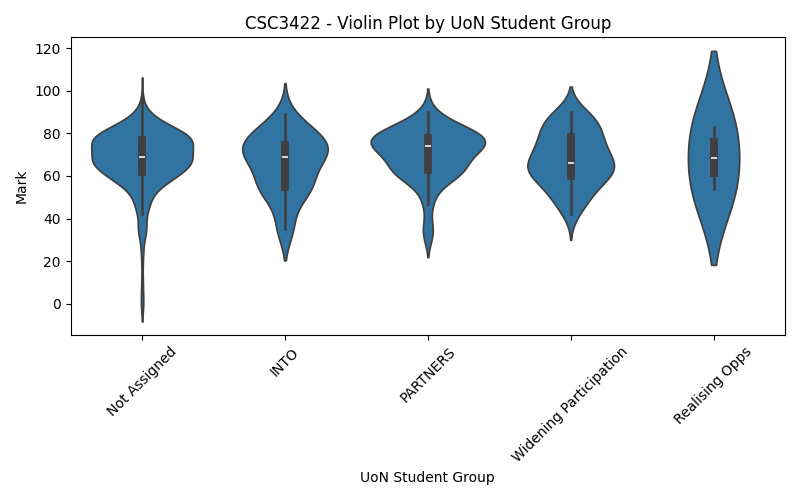 CSC3422 - Violin Plot by UoN Student Group
120
100
80
60
40
20
0
Mark
Not Assigned
INTO
PARTNERS
Widening Participation
Realising Opps
UoN Student Group